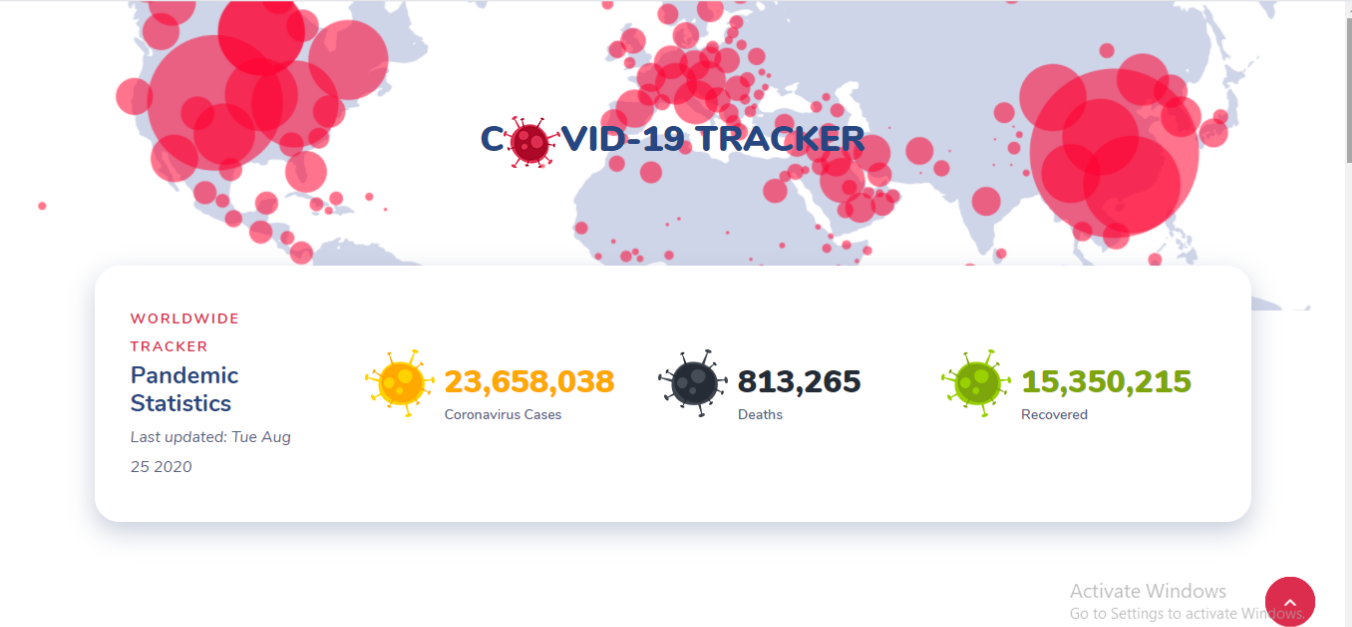 C VID-19 TRACKER
WORLDWIDE
TRACKER
Pandemic
Statistics
Last updated: Tue Aug
25 2020
23,658,038
Coronavirus Cases
813,265
Deaths
15,350,215
Recovered
Activate Windows
Go to Settings to activate Windows.